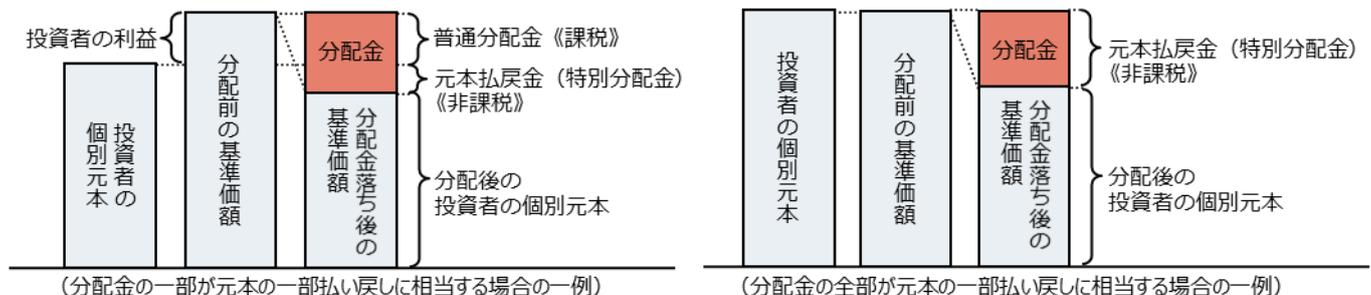 投資者の利益
投資者の
個別元本
分配前の基準価額
分配金
分配金落ち後の
基準価額
普通分配金《課税》
元本払戻金（特別分配金）
《非課税》
分配後の
投資者の個別元本
（分配金の一部が元本の一部払い戻しに相当する場合の一例）
投資者の個別元本
分配前の基準価額
分配金
分配金落ち後の
基準価額
元本払戻金（特別分配金）
《非課税》
分配後の
投資者の個別元本
（分配金の全部が元本の一部払い戻しに相当する場合の一例）